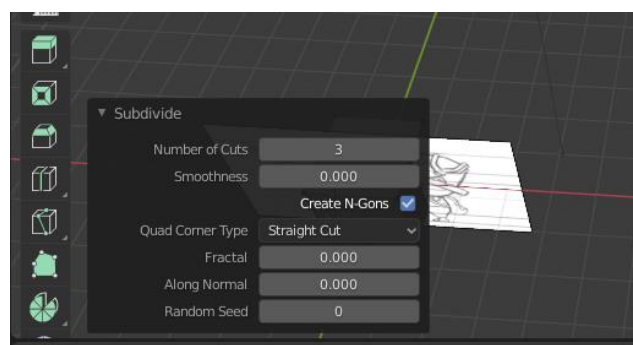 Subdivide
Number of Cuts 3
Smoothness 0.000
Create N-Gons
Quad Corner Type Straight Cut
Fractal 0.000
Along Normal 0.000
Random Seed 0